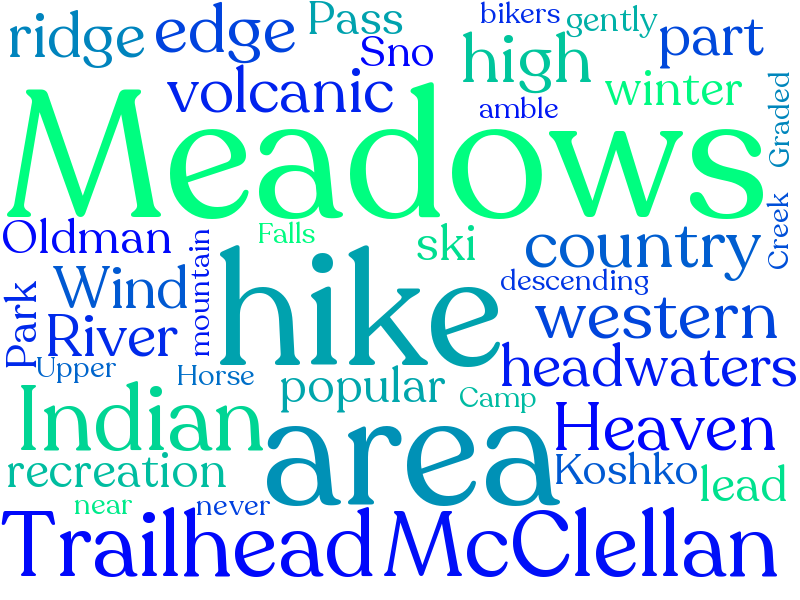 ridge edge Pass bikers gently part
Sno high
volcanic amble winter Graded
Meadows
Oldman mountain Falls ski country Creek
Park Wind hike descending western
River
Upper Horse popular Camp headwaters
Indian area Heaven
recreation Koshko lead
near never
Trailhead McClellan